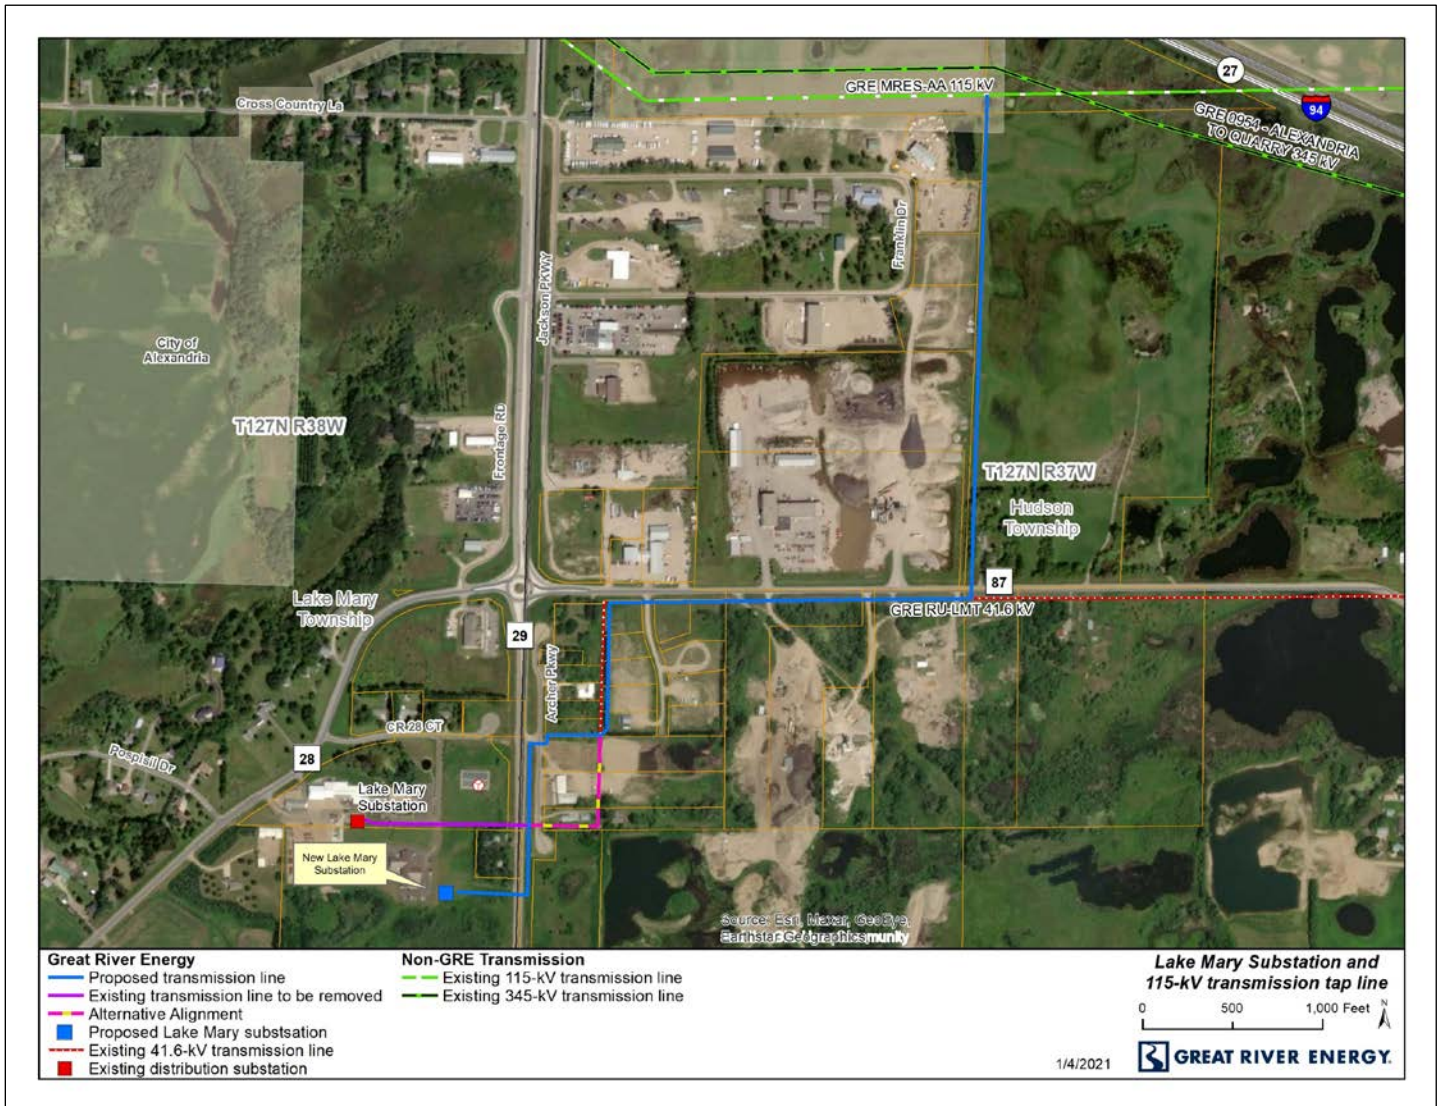 27
GRE MRES-AA 115 kV
94
GRE 0954 - ALEXANDRIA
TO QUARRY 345 kV
Cross Country La
Franklin Dr
Jackson PKWY
City of
Alexandria
T127N R38W
Frontage RD
T127N R37W
Hudson
Township
87
Lake Mary
Township
GRE RU-LMT 41.6 kV
29
Archer Pkwy
CR 28 CT
28
Pospisil Dr
Lake Mary
Substation
New Lake Mary
Substation
Source: Esri, Maxar, GeoEye,
Earthstar Geographics,
Great River Energy
Proposed transmission line
Existing transmission line to be removed
Alternative Alignment
Proposed Lake Mary substsation
Existing 41.6-kV transmission line
Existing distribution substation
Non-GRE Transmission
Existing 115-kV transmission line
Existing 345-kV transmission line
Lake Mary Substation and
115-kV transmission tap line
0 500 1,000 Feet
N
1/4/2021
GREAT RIVER ENERGY.